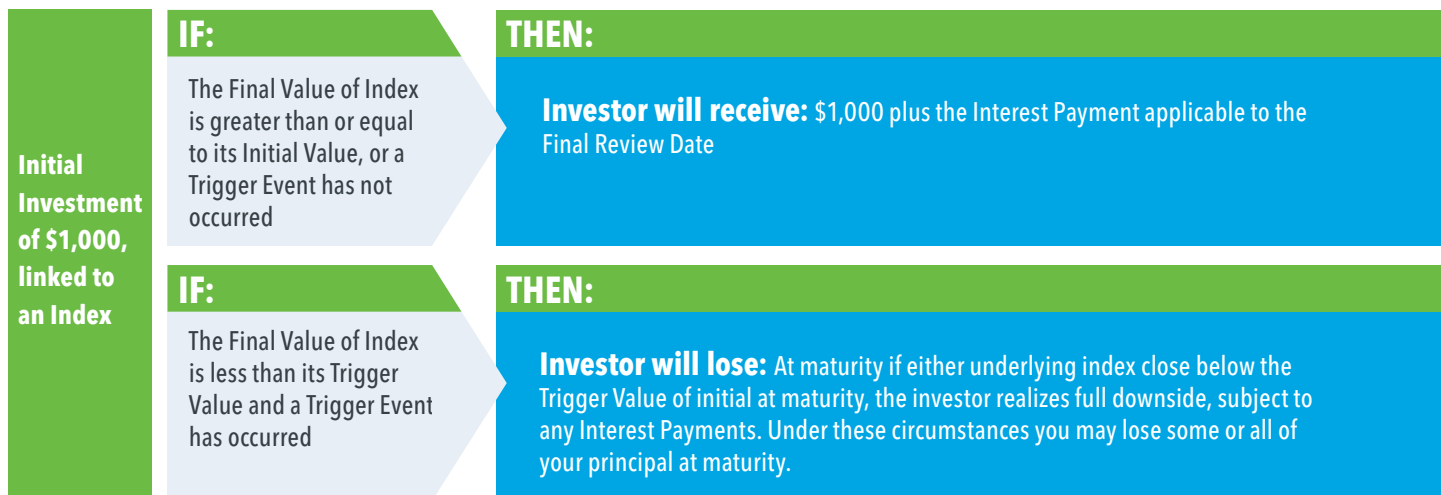 Initial
Investment
of $1,000,
linked to
an Index
IF:
The Final Value of Index
is greater than or equal
to its Initial Value, or a
Trigger Event has not
occurred
THEN:
Investor will receive: $1,000 plus the Interest Payment applicable to the
Final Review Date
IF:
The Final Value of Index
is less than its Trigger
Value and a Trigger Event
has occurred
THEN:
Investor will lose: At maturity if either underlying index close below the
Trigger Value of initial at maturity, the investor realizes full downside, subject to
any Interest Payments. Under these circumstances you may lose some or all of
your principal at maturity.